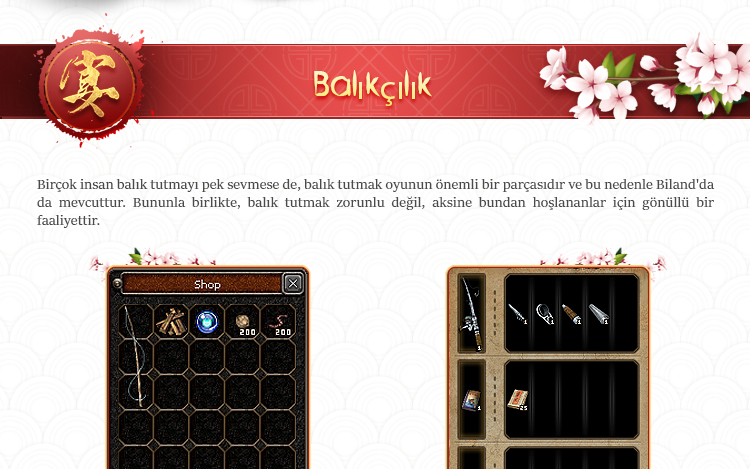 宴
Balıkçılık
Birçok insan balık tutmayı pek sevmese de, balık tutmak oyunun önemli bir parçasıdır ve bu nedenle Biland'da
da mevcuttur. Bununla birlikte, balık tutmak zorunlu değil, aksine bundan hoşlananlar için gönüllü bir
faaliyettir.
Shop
200 200
1 1 1 1 1
1 25